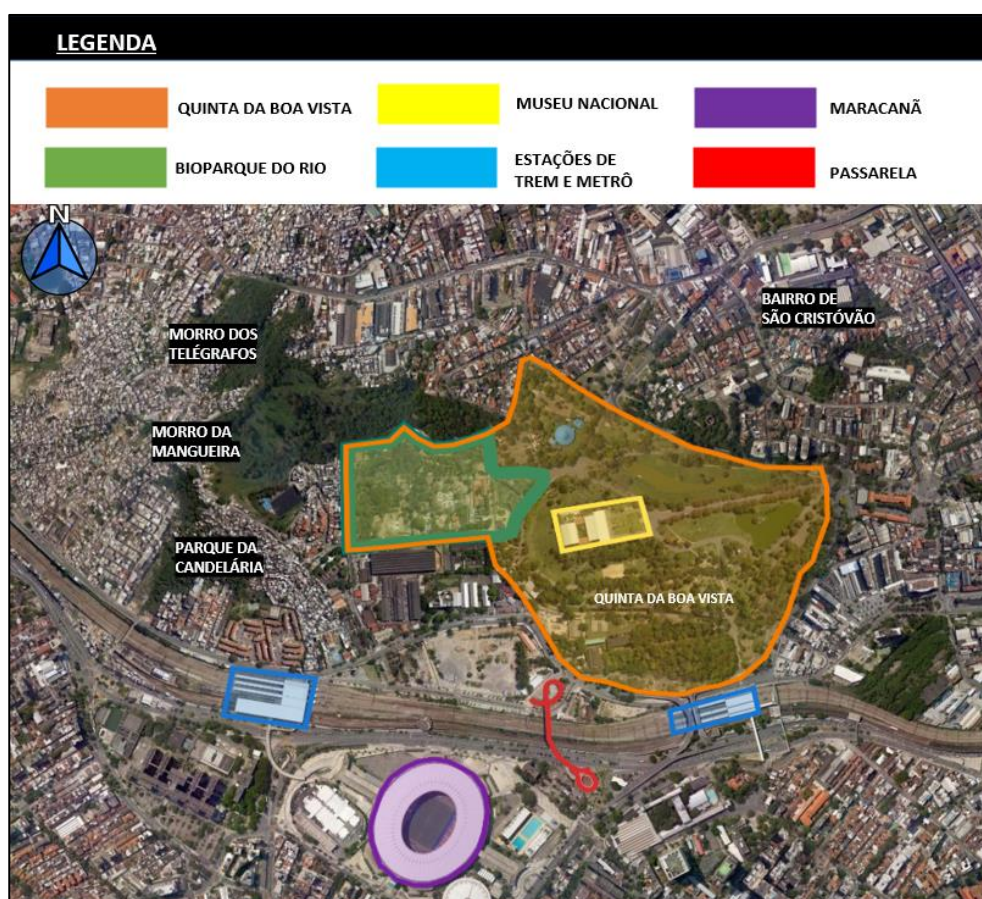 LEGENDA
QUINTA DA BOA VISTA
MUSEU NACIONAL
MARACANÃ
BIOPARQUE DO RIO
ESTAÇÕES DE
TREM E METRÔ
PASSARELA
N
BAIRRO DE
SÃO CRISTÓVÃO
MORRO DOS
TELÉGRAFOS
MORRO DA
MANGUEIRA
PARQUE DA
CANDELÁRIA
QUINTA DA BOA VISTA